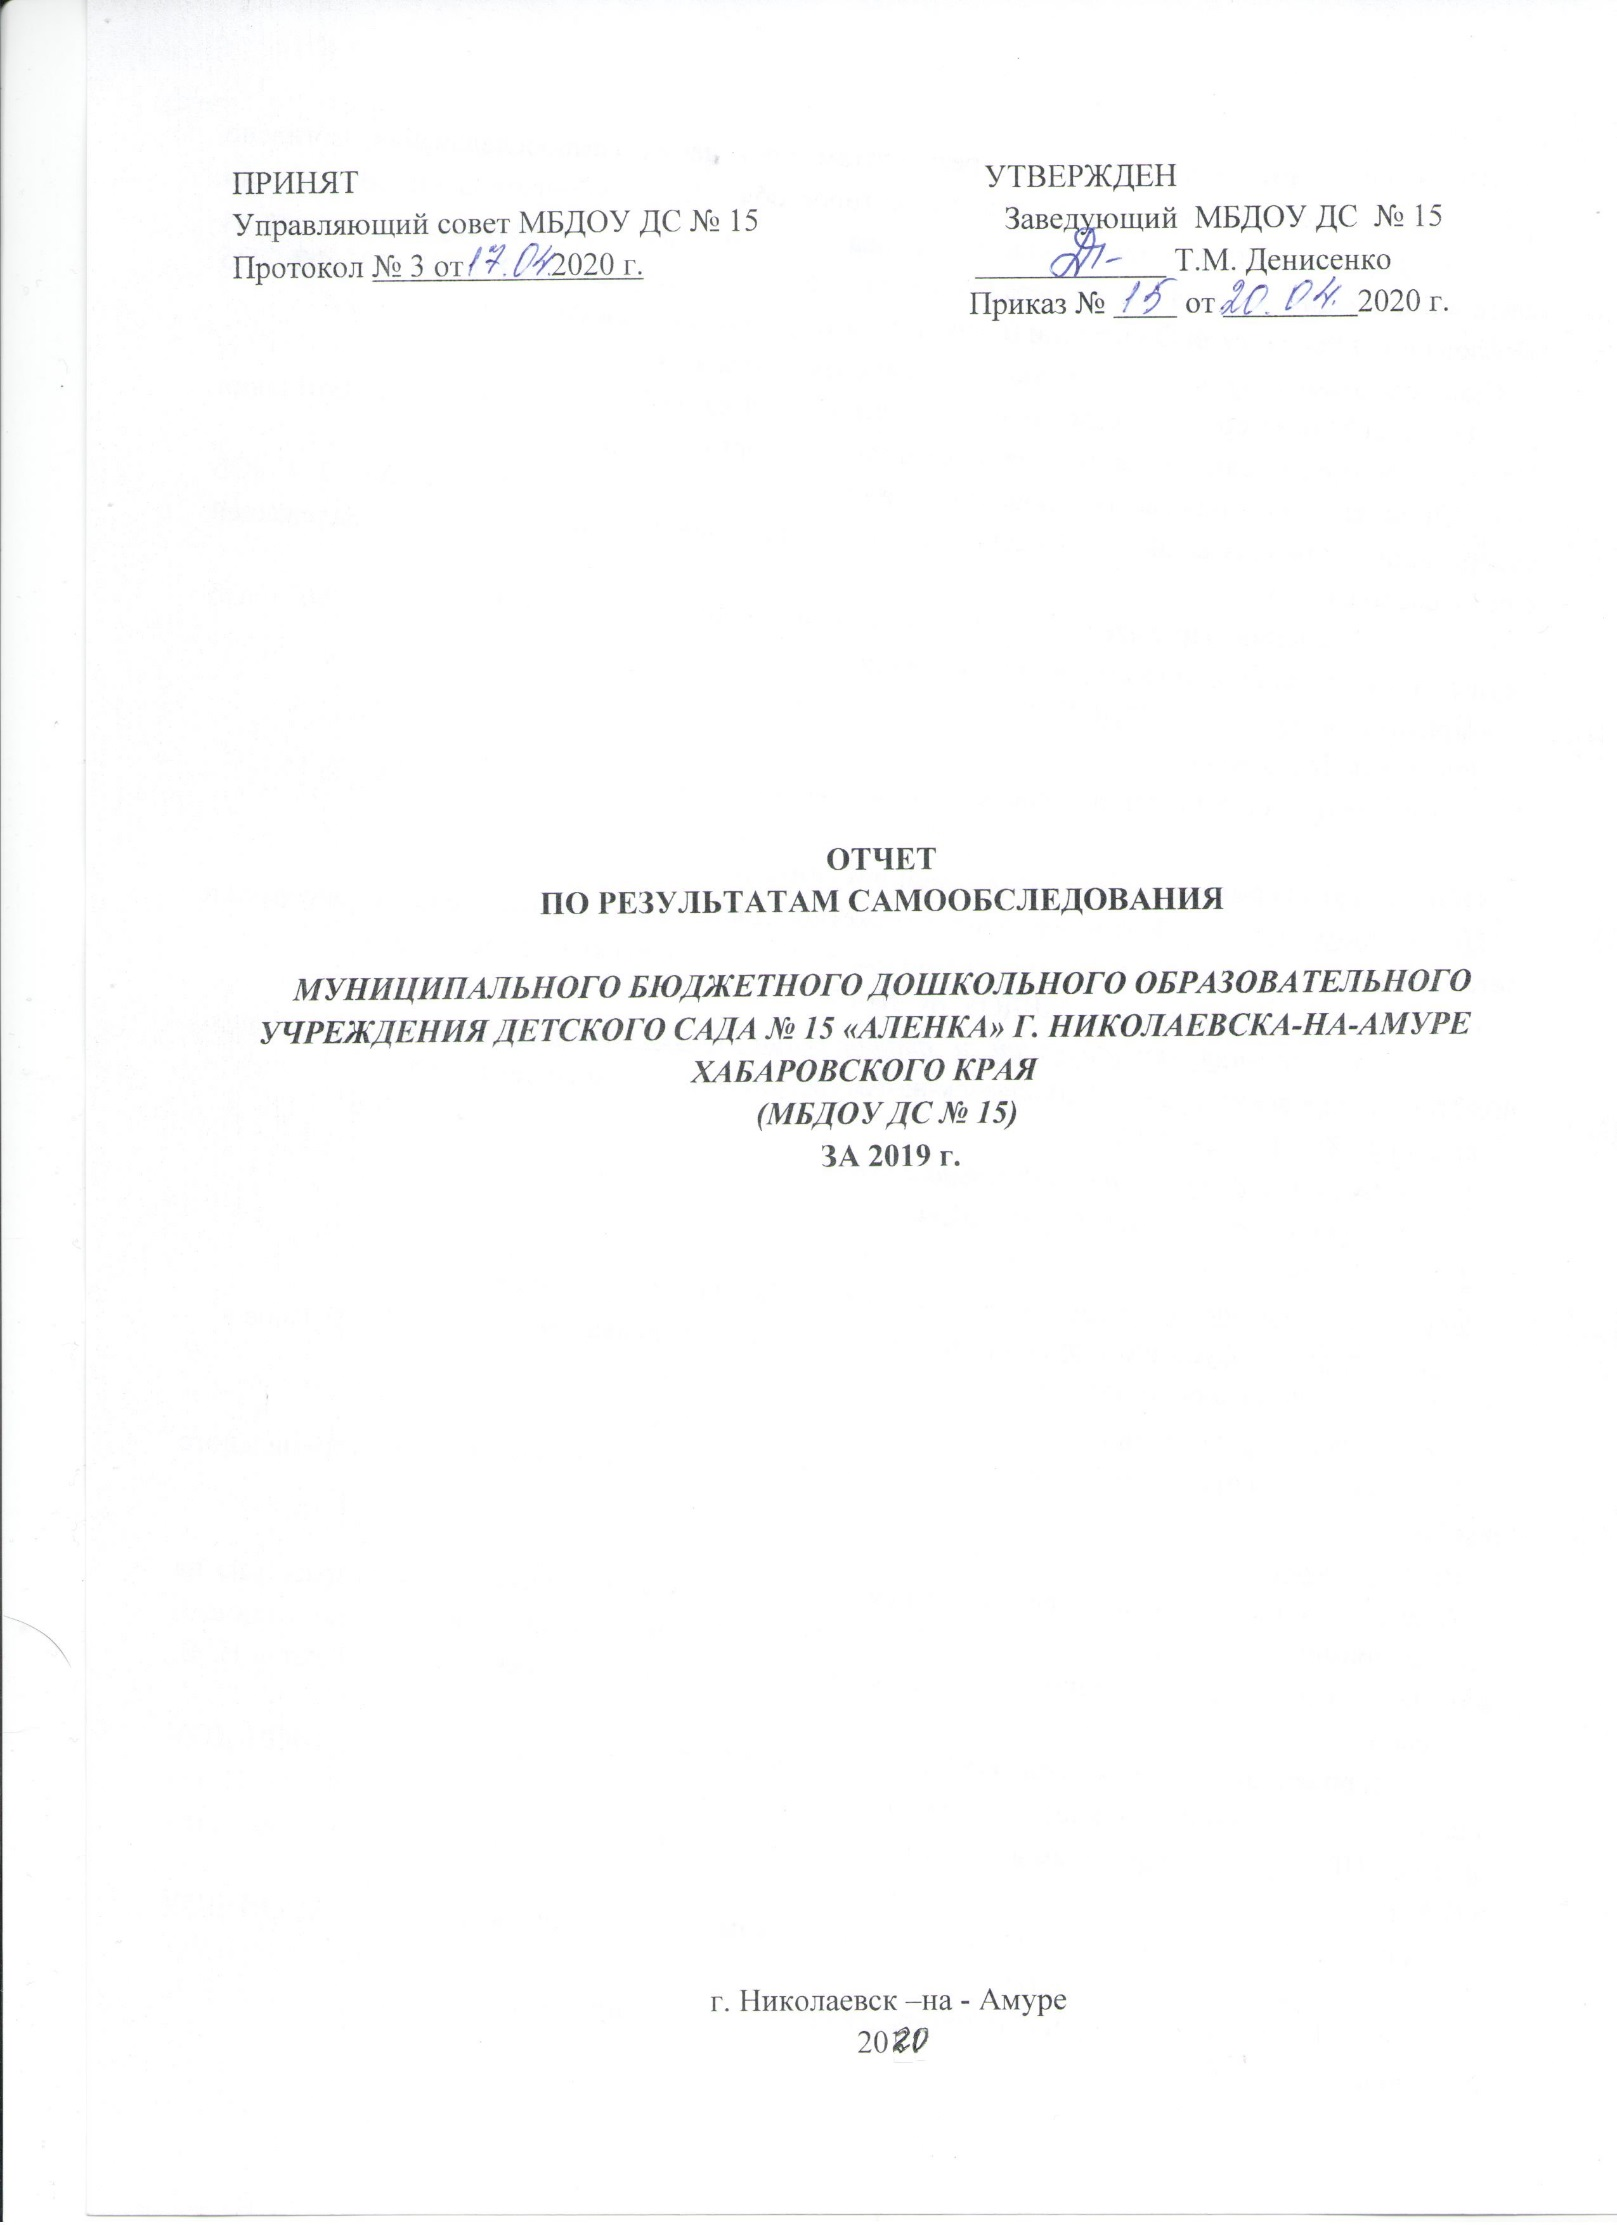 ПРИНЯТ
Управляющий совет МБДОУ ДС № 15
Протокол № 3 от 17.04.2020 г.
УТВЕРЖДЕН
Заведующий МБДОУ ДС № 15
Т.М. Денисенко
Приказ № 15 от 20.04.2020 г.
ОТЧЕТ
ПО РЕЗУЛЬТАТАМ САМООБСЛЕДОВАНИЯ
МУНИЦИПАЛЬНОГО БЮДЖЕТНОГО ДОШКОЛЬНОГО ОБРАЗОВАТЕЛЬНОГО
УЧРЕЖДЕНИЯ ДЕТСКОГО САДА № 15 «АЛЕНКА» Г. НИКОЛАЕВСКА-НА-АМУРЕ
ХАБАРОВСКОГО КРАЯ
(МБДОУ ДС № 15)
ЗА 2019 г.
г. Николаевск –на - Амуре
2020